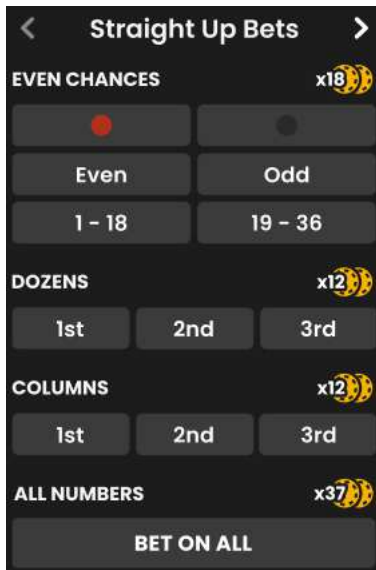 Straight Up Bets
EVEN CHANCES x18
Even Odd
1 - 18 19 - 36
DOZENS x12
1st 2nd 3rd
COLUMNS x12
1st 2nd 3rd
ALL NUMBERS x37
BET ON ALL